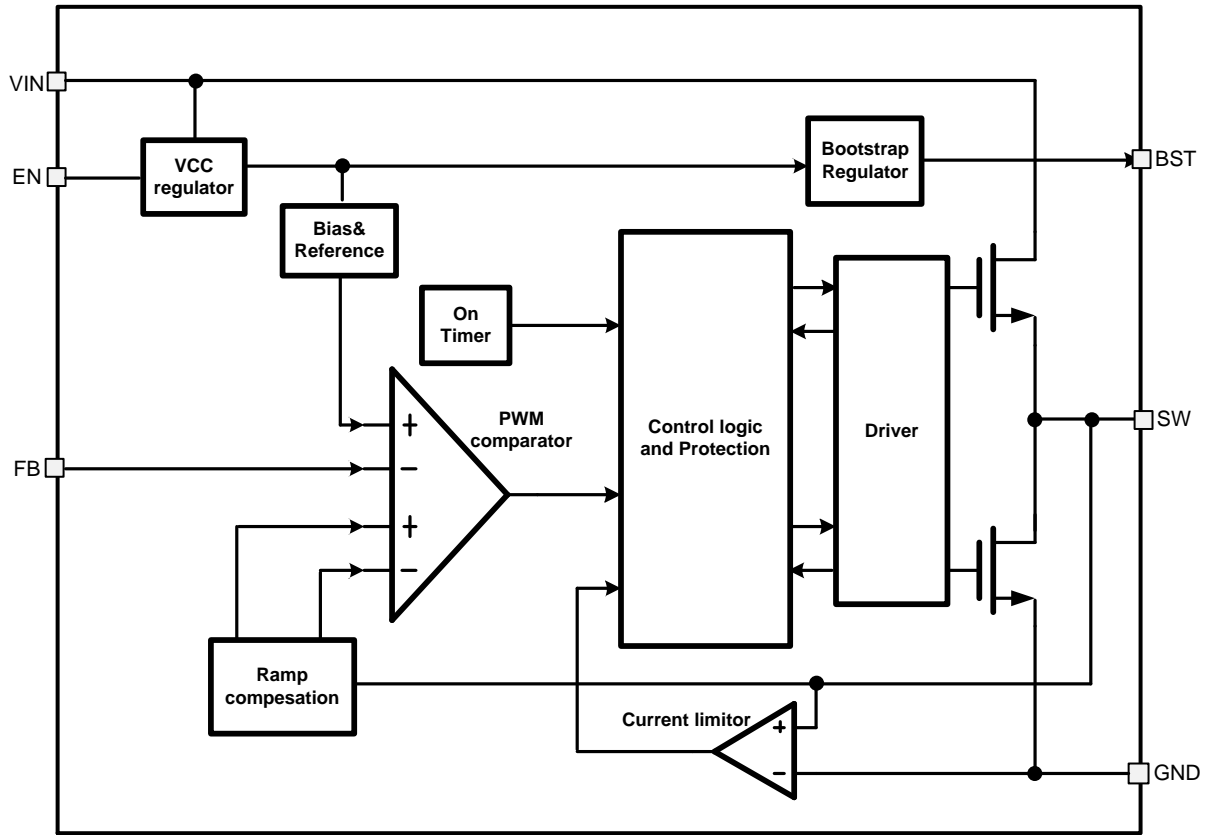 VIN
VCC
regulator
EN
Bootstrap
Regulator
BST
Bias&
Reference
On
Timer
+
PWM
comparator
−
+
−
FB
Control logic
and Protection
Driver
SW
Ramp
compesation
Current limitor
+
−
GND